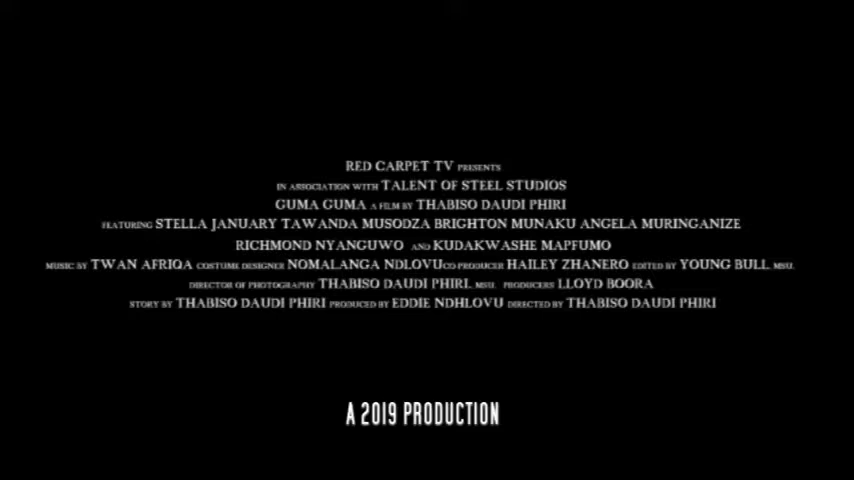 RED CARPET TV PRESENTS
IN ASSOCIATION WITH TALENT OF STEEL STUDIOS
GUMA GUMA A FILM BY THABISO DAUDI PHIRI
FEATURING STELLA JANUARY TAWANDA MUSODZA BRIGHTON MUNAKU ANGELA MURINGANIZE
RICHMOND NYANGUWO AND KUDAKWASHE MAPFUMO
MUSIC BY TWAN AFRIQA COSTUME DESIGNER NOMALANGA NDLOVU CO-PRODUCER HAILEY ZHANERO EDITED BY YOUNG BULL MSU.
DIRECTOR OF PHOTOGRAPHY THABISO DAUDI PHIRI. MSU. PRODUCERS LLOYD BOORA
STORY BY THABISO DAUDI PHIRI PRODUCED BY EDDIE NDHLOVU DIRECTED BY THABISO DAUDI PHIRI
A 2019 PRODUCTION